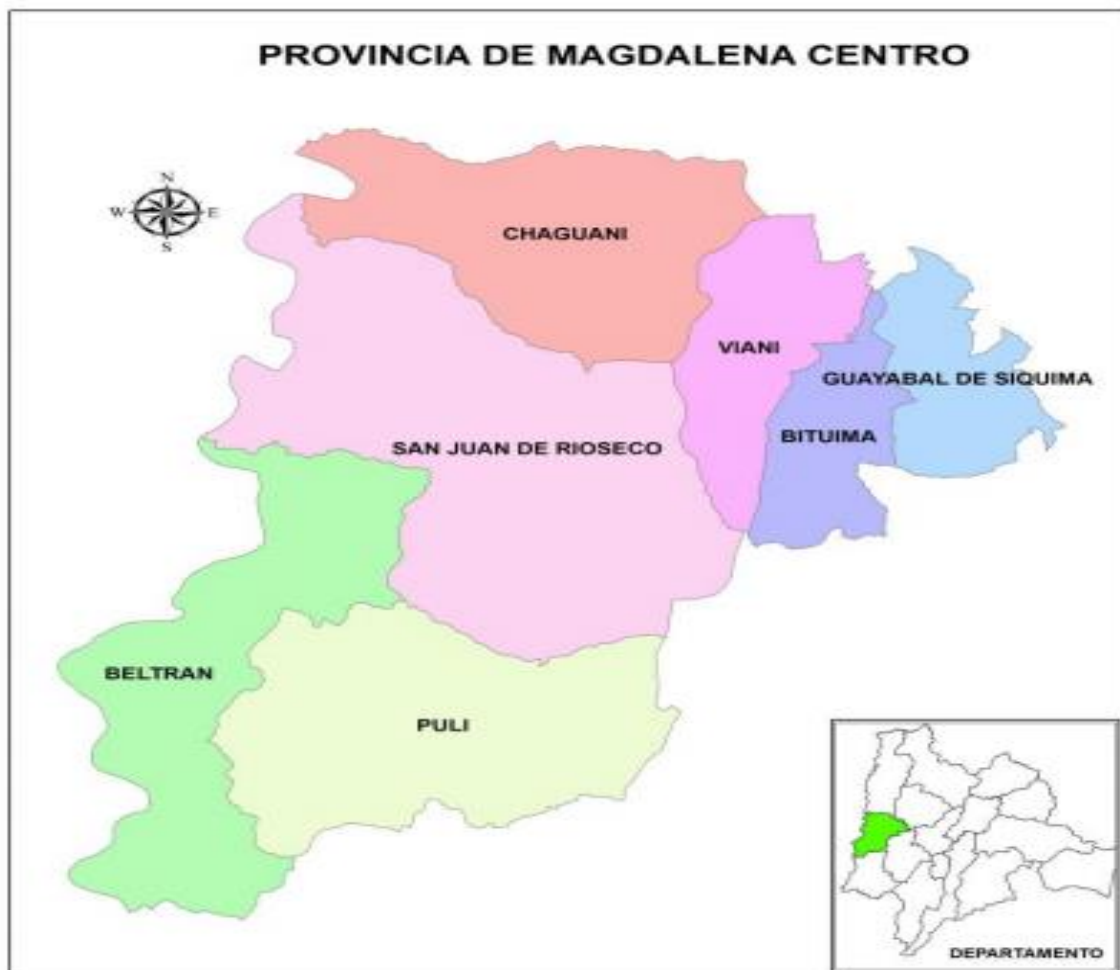 PROVINCIA DE MAGDALENA CENTRO
N
W E
S
CHAGUANI
VIANI
GUAYABAL DE SIQUIMA
BITUIMA
SAN JUAN DE RIOSECO
BELTRAN
PULI
DEPARTAMENTO